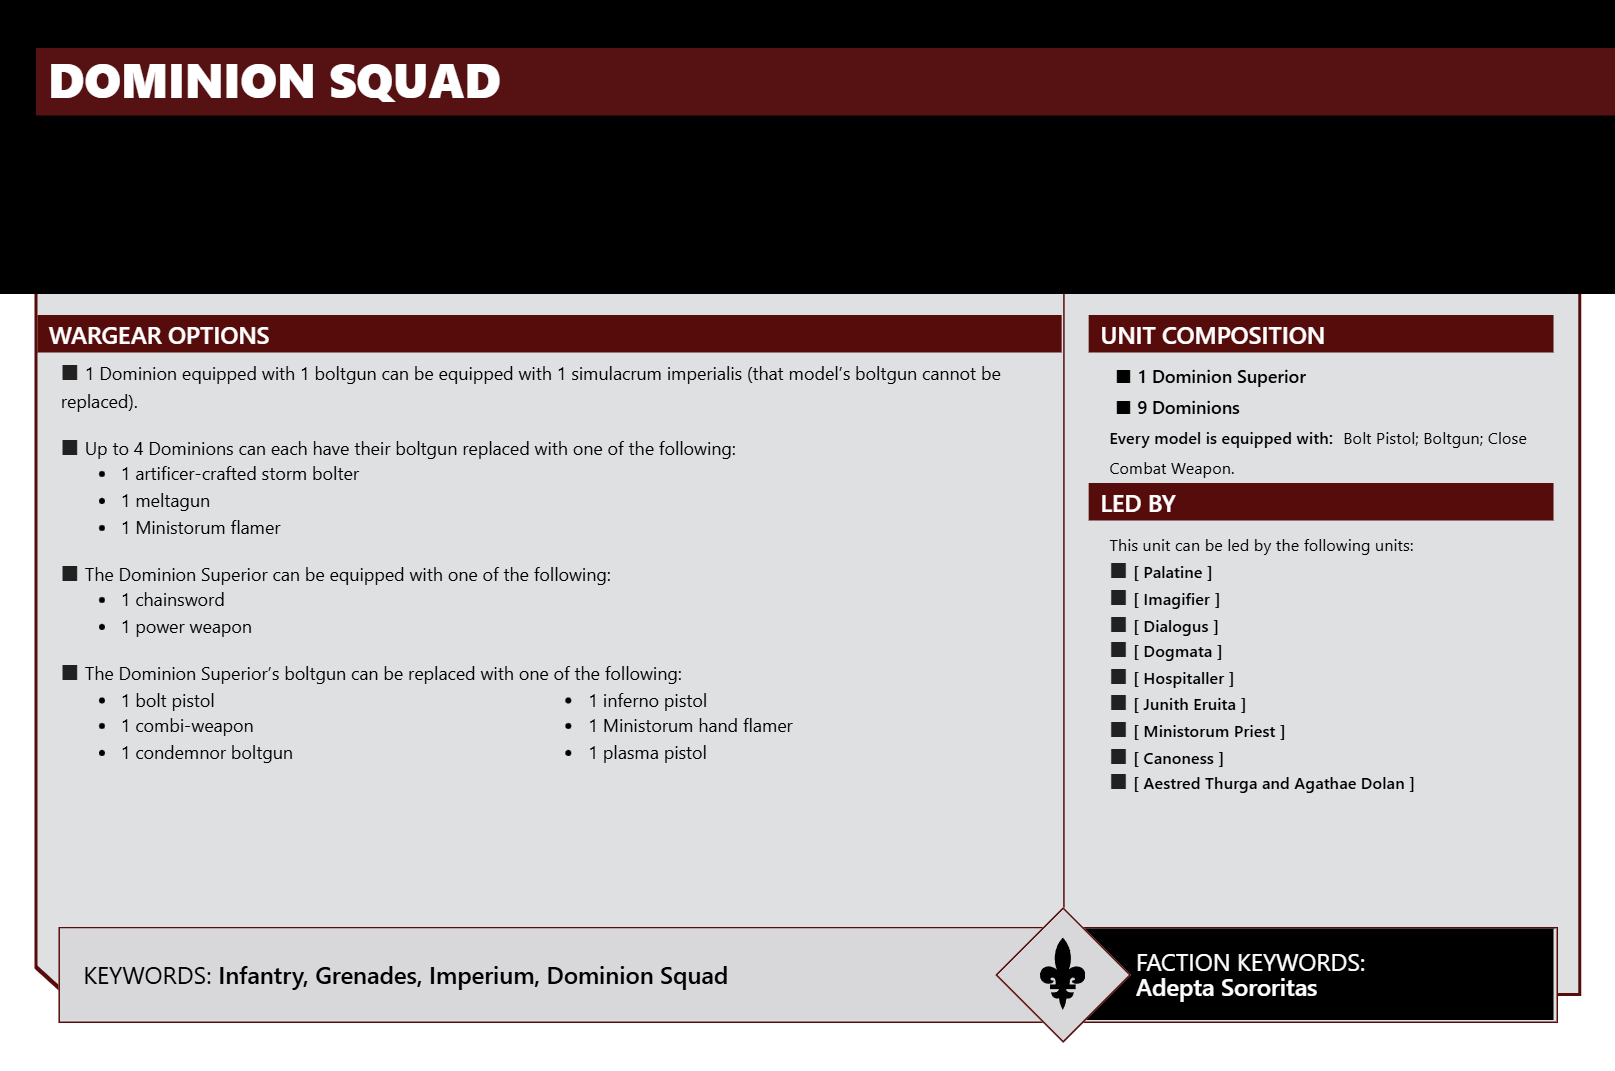 DOMINION SQUAD
WARGEAR OPTIONS
■ 1 Dominion equipped with 1 boltgun can be equipped with 1 simulacrum imperialis (that model’s boltgun cannot be
replaced).
■ Up to 4 Dominions can each have their boltgun replaced with one of the following:
• 1 artificer-crafted storm bolter
• 1 meltagun
• 1 Ministorum flamer
■ The Dominion Superior can be equipped with one of the following:
• 1 chainsword
• 1 power weapon
■ The Dominion Superior’s boltgun can be replaced with one of the following:
• 1 bolt pistol
• 1 combi-weapon
• 1 condemnor boltgun
• 1 inferno pistol
• 1 Ministorum hand flamer
• 1 plasma pistol
UNIT COMPOSITION
■ 1 Dominion Superior
■ 9 Dominions
Every model is equipped with: Bolt Pistol; Boltgun; Close
Combat Weapon.
LED BY
This unit can be led by the following units:
■ [ Palatine ]
■ [ Imagifier ]
■ [ Dialogus ]
■ [ Dogmata ]
■ [ Hospitaller ]
■ [ Junith Eruita ]
■ [ Ministorum Priest ]
■ [ Canoness ]
■ [ Aestred Thurga and Agathae Dolan ]
KEYWORDS: Infantry, Grenades, Imperium, Dominion Squad
FACTION KEYWORDS:
Adepta Sororitas